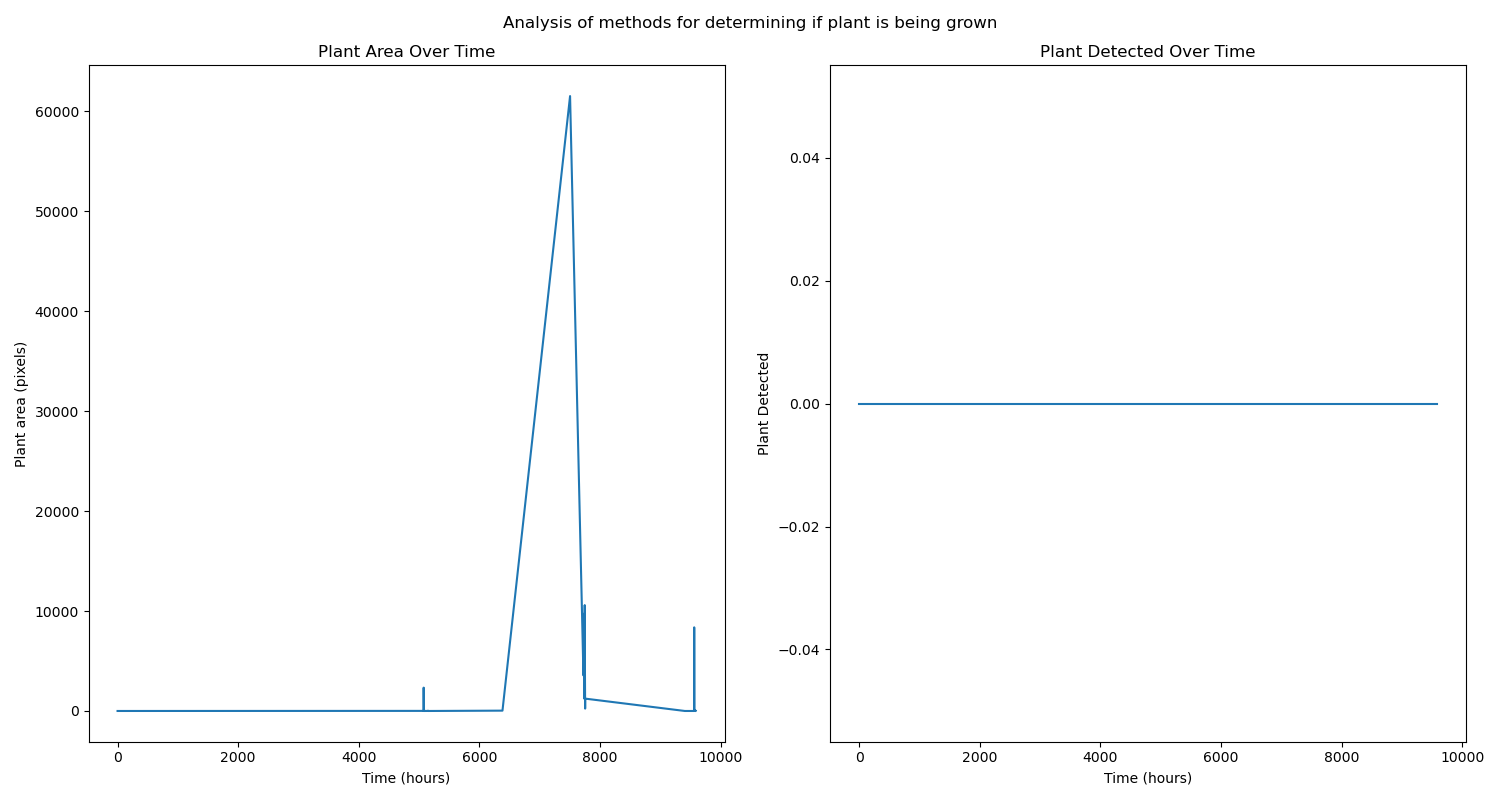 Analysis of methods for determining if plant is being grown
Plant Area Over Time
Plant area (pixels)
60000
50000
40000
30000
20000
10000
0
0 2000 4000 6000 8000 10000
Time (hours)
Plant Detected Over Time
Plant Detected
0.04
0.02
0.00
−0.02
−0.04
0 2000 4000 6000 8000 10000
Time (hours)